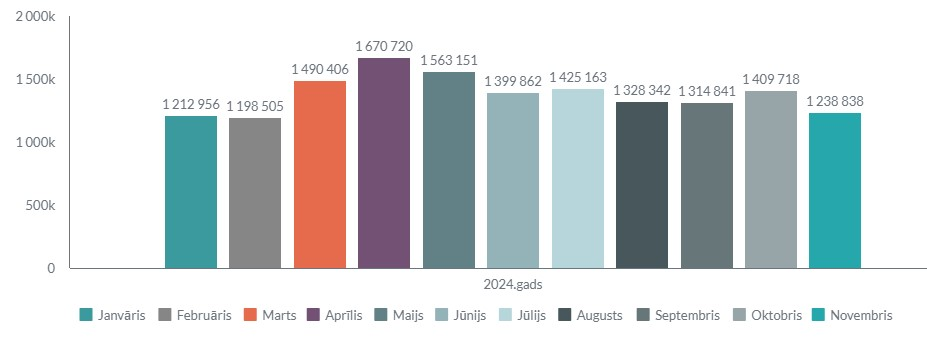 2 000k
1 500k
1 000k
500k
0
1 212 956
1 198 505
1 490 406
1 670 720
1 563 151
1 399 862
1 425 163
1 328 342
1 314 841
1 409 718
1 238 838
2024.gads
Janvāris Februāris Marts Aprīlis Maijs Jūnijs Jūlijs Augusts Septembris Oktobris Novembris